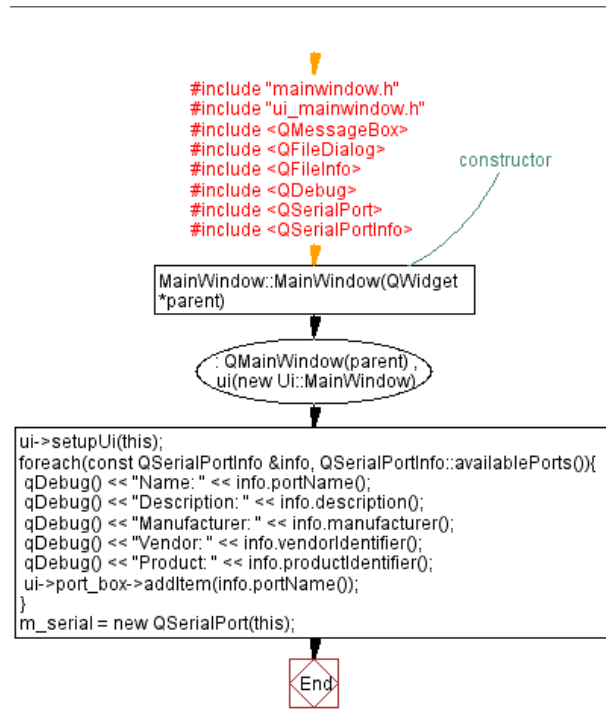 #include "mainwindow.h"
#include "ui_mainwindow.h"
#include <QMessageBox>
#include <QFileDialog>
#include <QFileInfo>
#include <QDebug>
#include <QSerialPort>
#include <QSerialPortInfo>
constructor
MainWindow::MainWindow(QWidget
*parent)
: QMainWindow(parent) ,
ui(new Ui::MainWindow)
ui->setupUi(this);
foreach(const QSerialPortInfo &info, QSerialPortInfo::availablePorts()){
qDebug() << "Name: " << info.portName();
qDebug() << "Description: " << info.description();
qDebug() << "Manufacturer: " << info.manufacturer();
qDebug() << "Vendor: " << info.vendorIdentifier();
qDebug() << "Product: " << info.productIdentifier();
ui->port_box->addItem(info.portName());
}
m_serial = new QSerialPort(this);
End